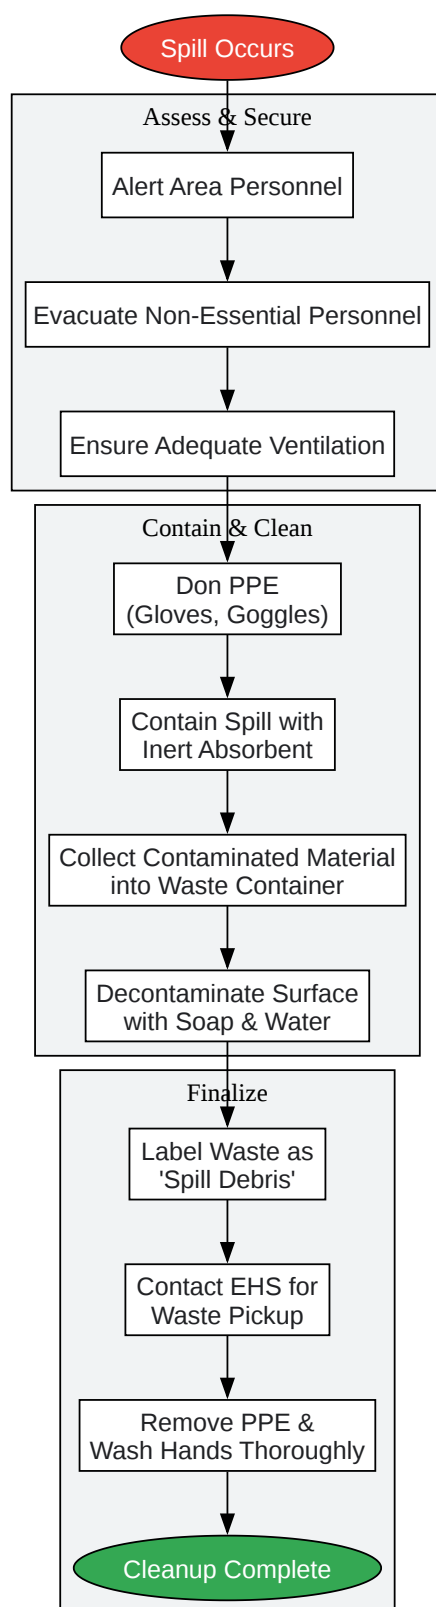 Spill Occurs
Assess & Secure
Alert Area Personnel
Evacuate Non-Essential Personnel
Ensure Adequate Ventilation
Contain & Clean
Don PPE
(Gloves, Goggles)
Contain Spill with
Inert Absorbent
Collect Contaminated Material
into Waste Container
Decontaminate Surface
with Soap & Water
Finalize
Label Waste as
'Spill Debris'
Contact EHS for
Waste Pickup
Remove PPE &
Wash Hands Thoroughly
Cleanup Complete